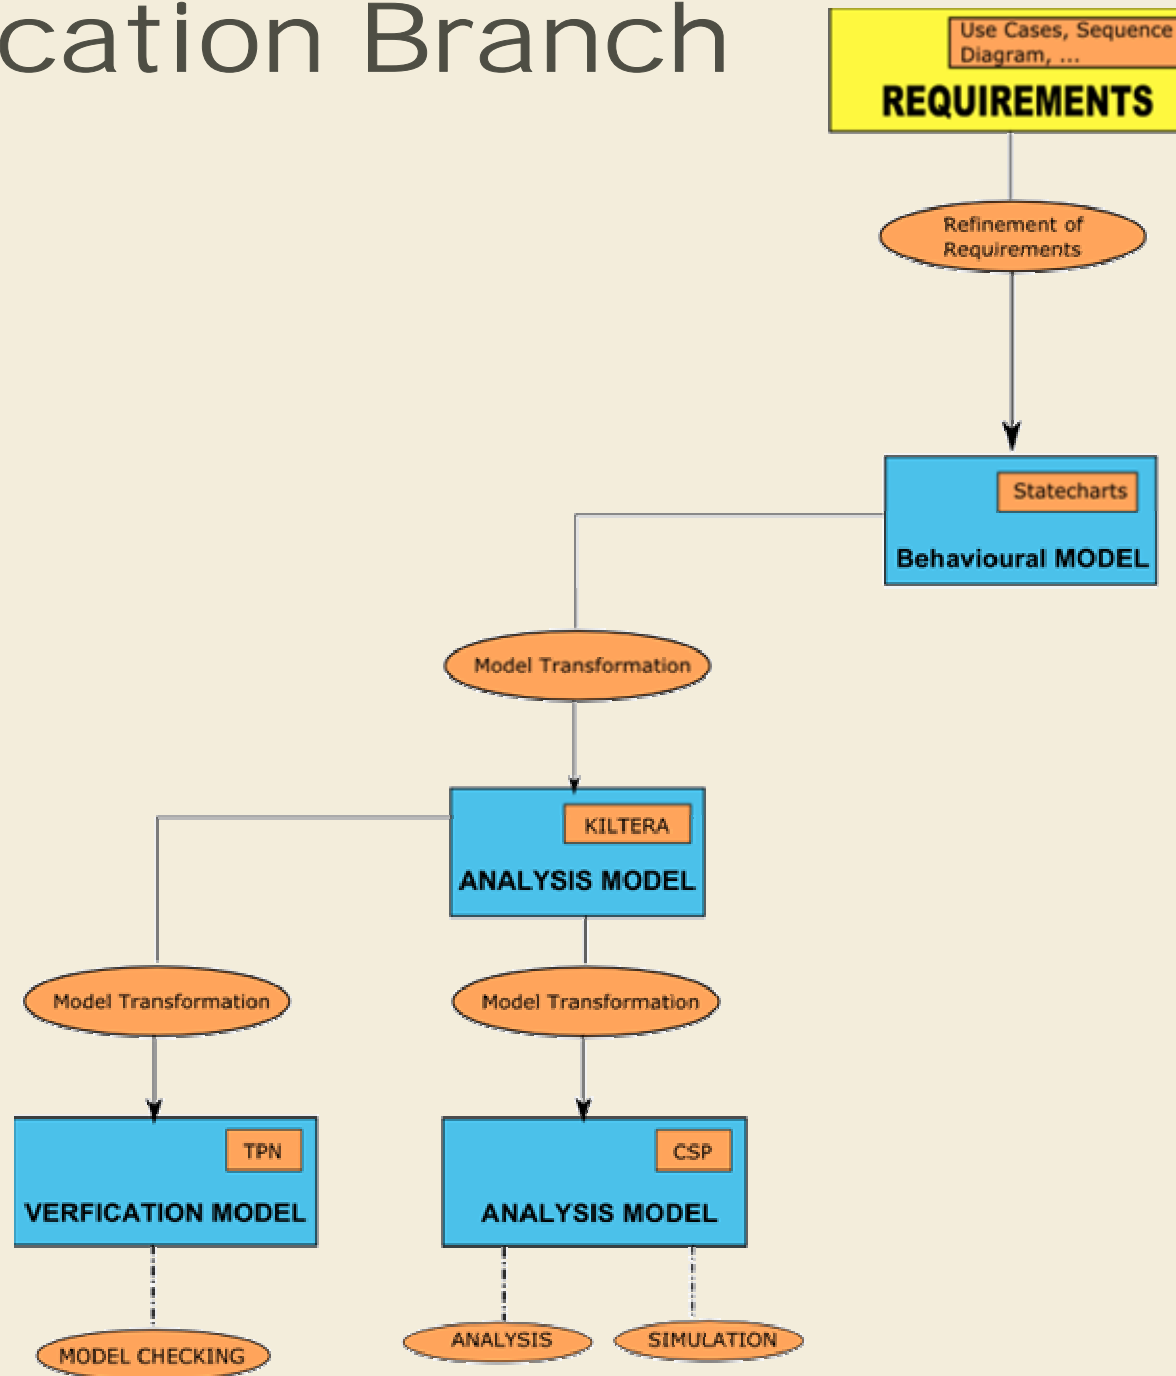 cation Branch
Use Cases, Sequence
Diagram, ...
REQUIREMENTS
Refinement of
Requirements
Statecharts
Behavioural MODEL
Model Transformation
KILTERA
ANALYSIS MODEL
Model Transformation
Model Transformation
TPN
VERFICATION MODEL
CSP
ANALYSIS MODEL
MODEL CHECKING
ANALYSIS
SIMULATION